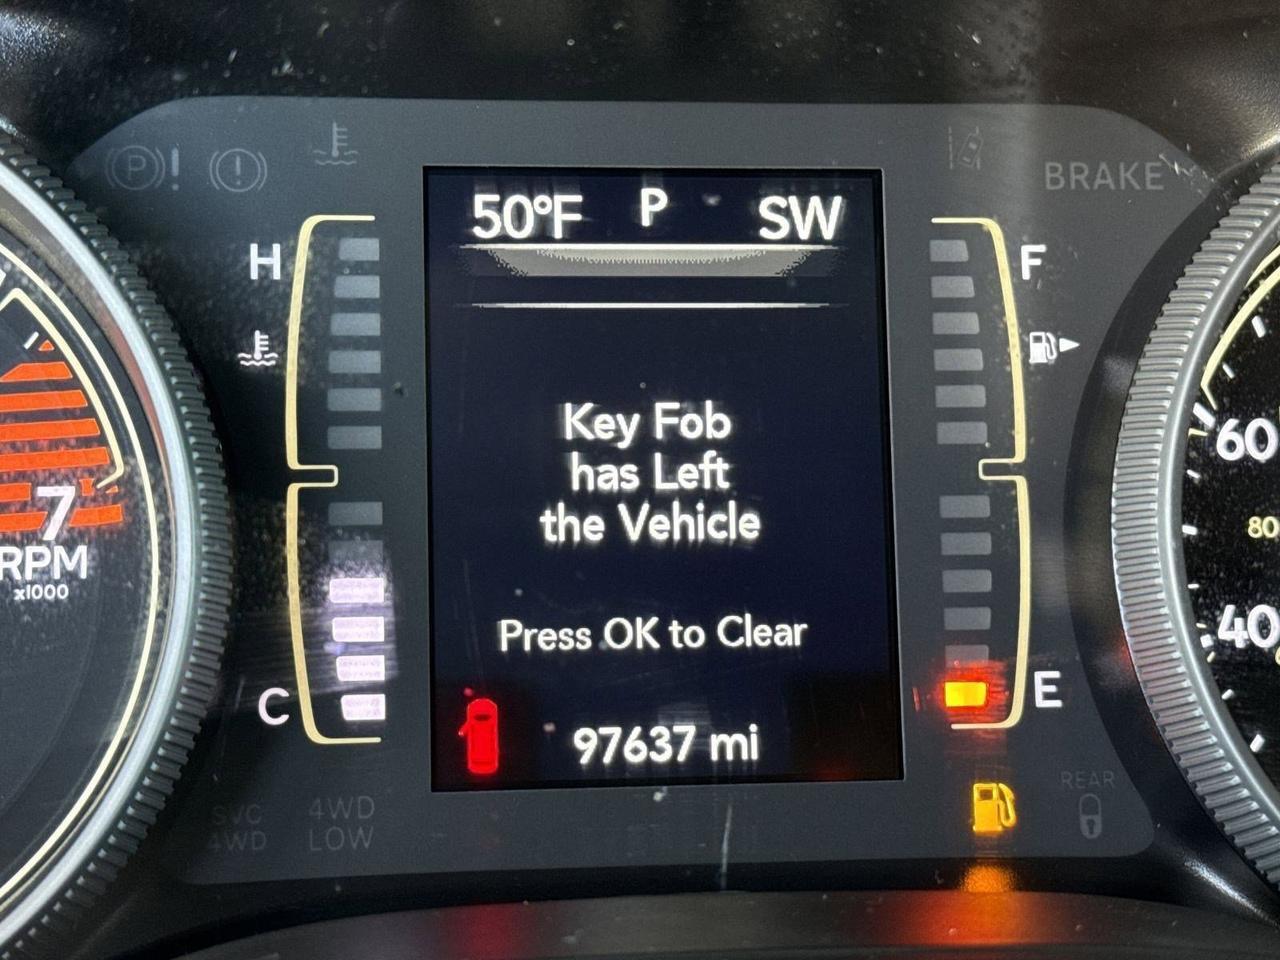 BRAKE
50°F P SW
H
F
Key Fob
has Left
the Vehicle
Press OK to Clear
C
E
97637 mi
7
RPM
x1000
60
80
40
SVC
4WD
4WD
LOW
REAR
P !
!